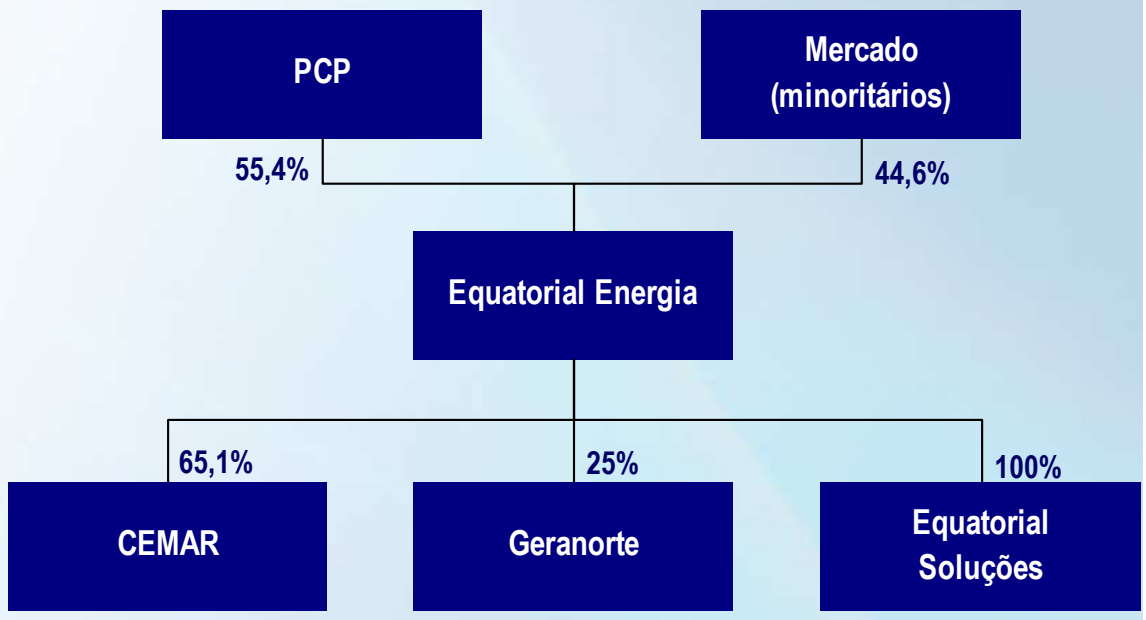 PCP
Mercado
(minoritários)
55,4%
44,6%
Equatorial Energia
65,1%
25%
100%
CEMAR
Geranorte
Equatorial
Soluções